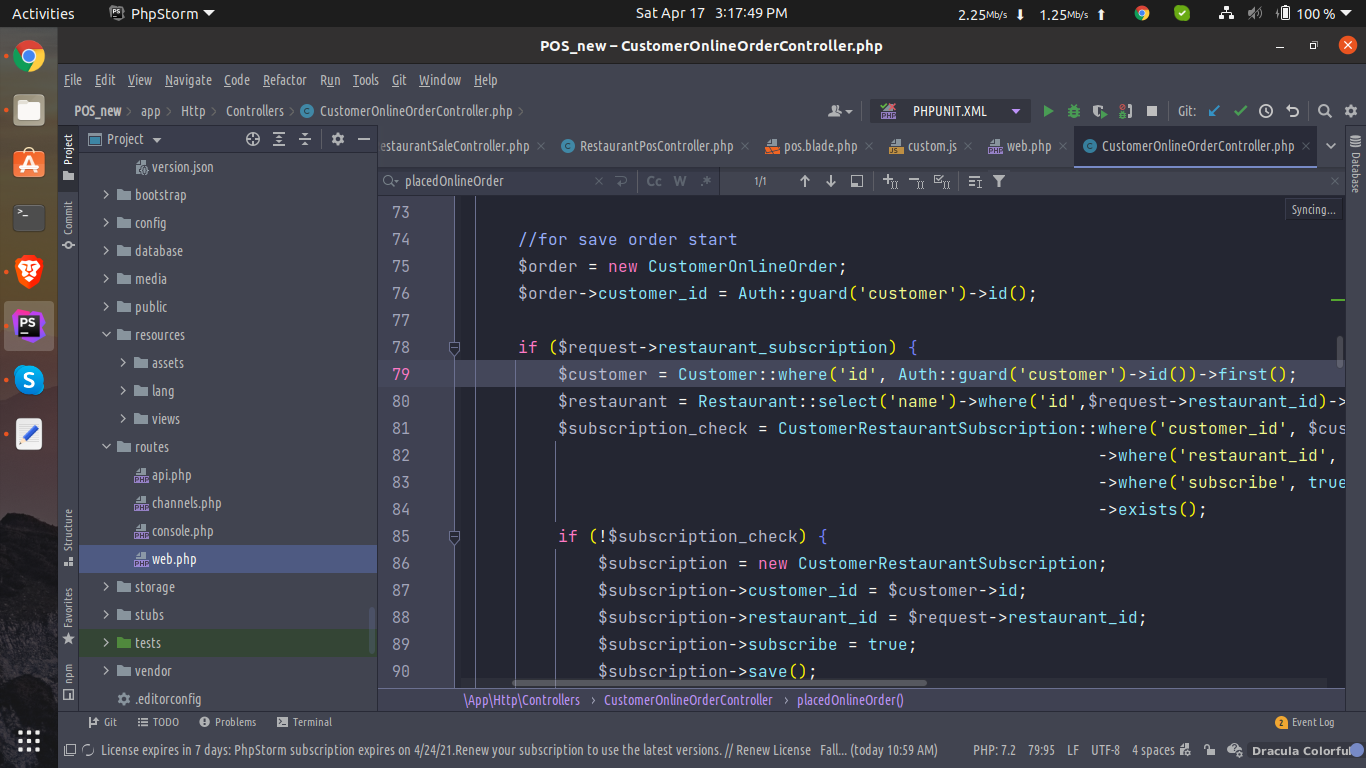 Activities PhpStorm Sat Apr 17 3:17:49 PM 2.25Mb/s 1.25Mb/s 100 %
POS_new – CustomerOnlineOrderController.php
File Edit View Navigate Code Refactor Run Tools Git Window Help
POS_new app Http Controllers CustomerOnlineOrderController.php PHPUNIT.XML Git:
Project
estaurantSaleController.php RestaurantPosController.php pos.blade.php custom.js web.php CustomerOnlineOrderController.php
placedOnlineOrder Cc W .* 1/1
Syncing...
Project
Commit
Structure
Favorites
npm
Database
version.json
bootstrap
config
database
media
public
resources
assets
lang
views
routes
api.php
channels.php
console.php
web.php
storage
stubs
tests
vendor
.editorconfig
73
74 //for save order start
75 $order = new CustomerOnlineOrder;
76 $order->customer_id = Auth::guard('customer')->id();
77
78 if ($request->restaurant_subscription) {
79 $customer = Customer::where('id', Auth::guard('customer')->id())->first();
80 $restaurant = Restaurant::select('name')->where('id',$request->restaurant_id)->
81 $subscription_check = CustomerRestaurantSubscription::where('customer_id', $cus
82 ->where('restaurant_id',
83 ->where('subscribe', true
84 ->exists();
85 if (!$subscription_check) {
86 $subscription = new CustomerRestaurantSubscription;
87 $subscription->customer_id = $customer->id;
88 $subscription->restaurant_id = $request->restaurant_id;
89 $subscription->subscribe = true;
90 $subscription->save();
\App\Http\Controllers CustomerOnlineOrderController placedOnlineOrder()
Git TODO Problems Terminal 2 Event Log
License expires in 7 days: PhpStorm subscription expires on 4/24/21.Renew your subscription to use the latest versions. // Renew License Fall... (today 10:59 AM) PHP: 7.2 79:95 LF UTF-8 4 spaces Dracula Colorful